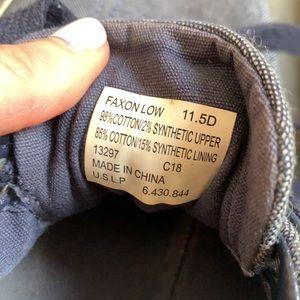 FAXON LOW 11.5D
98%COTTON/2% SYNTHETIC UPPER
85% COTTON/15% SYNTHETIC LINING
13297 C18
MADE IN CHINA
U.S.L.P 6,430.844